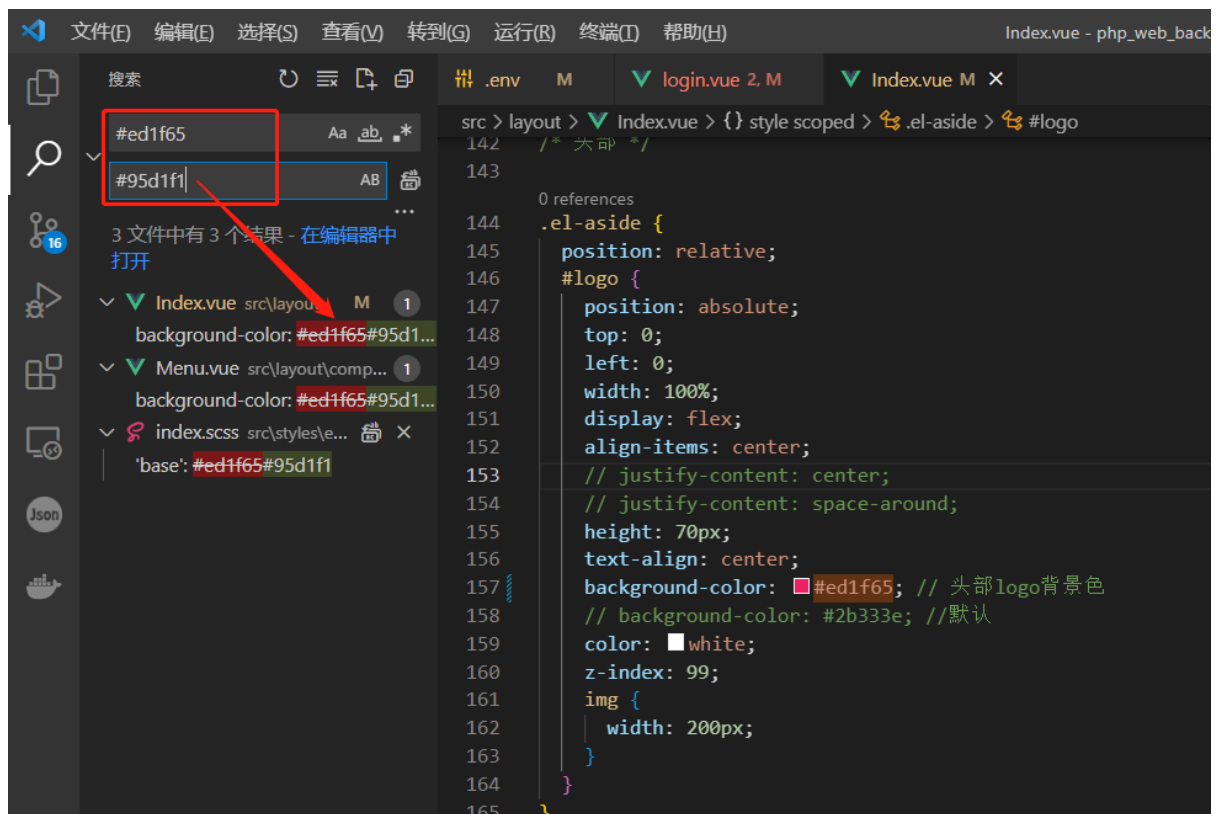 文件(F) 编辑(E) 选择(S) 查看(V) 转到(G) 运行(R) 终端(T) 帮助(H) Index.vue - php_web_back
搜索
#ed1f65 Aa ab
#95d1f1 AB
3 文件中有 3 个结果 - 在编辑器中
打开
Index.vue src\layout\ M 1
background-color: #ed1f65#95d1...
Menu.vue src\layout\comp... 1
background-color: #ed1f65#95d1...
index.scss src\styles\e...
'base': #ed1f65#95d1f1
16
Json
.env M login.vue 2, M Index.vue M
src > layout > Index.vue > {} style scoped > .el-aside > #logo
142 /* 头部 */
143
0 references
144 .el-aside {
145 position: relative;
146 #logo {
147 position: absolute;
148 top: 0;
149 left: 0;
150 width: 100%;
151 display: flex;
152 align-items: center;
153 // justify-content: center;
154 // justify-content: space-around;
155 height: 70px;
156 text-align: center;
157 background-color: #ed1f65; // 头部logo背景色
158 // background-color: #2b333e; //默认
159 color: white;
160 z-index: 99;
161 img {
162 width: 200px;
163 }
164 }
165 }